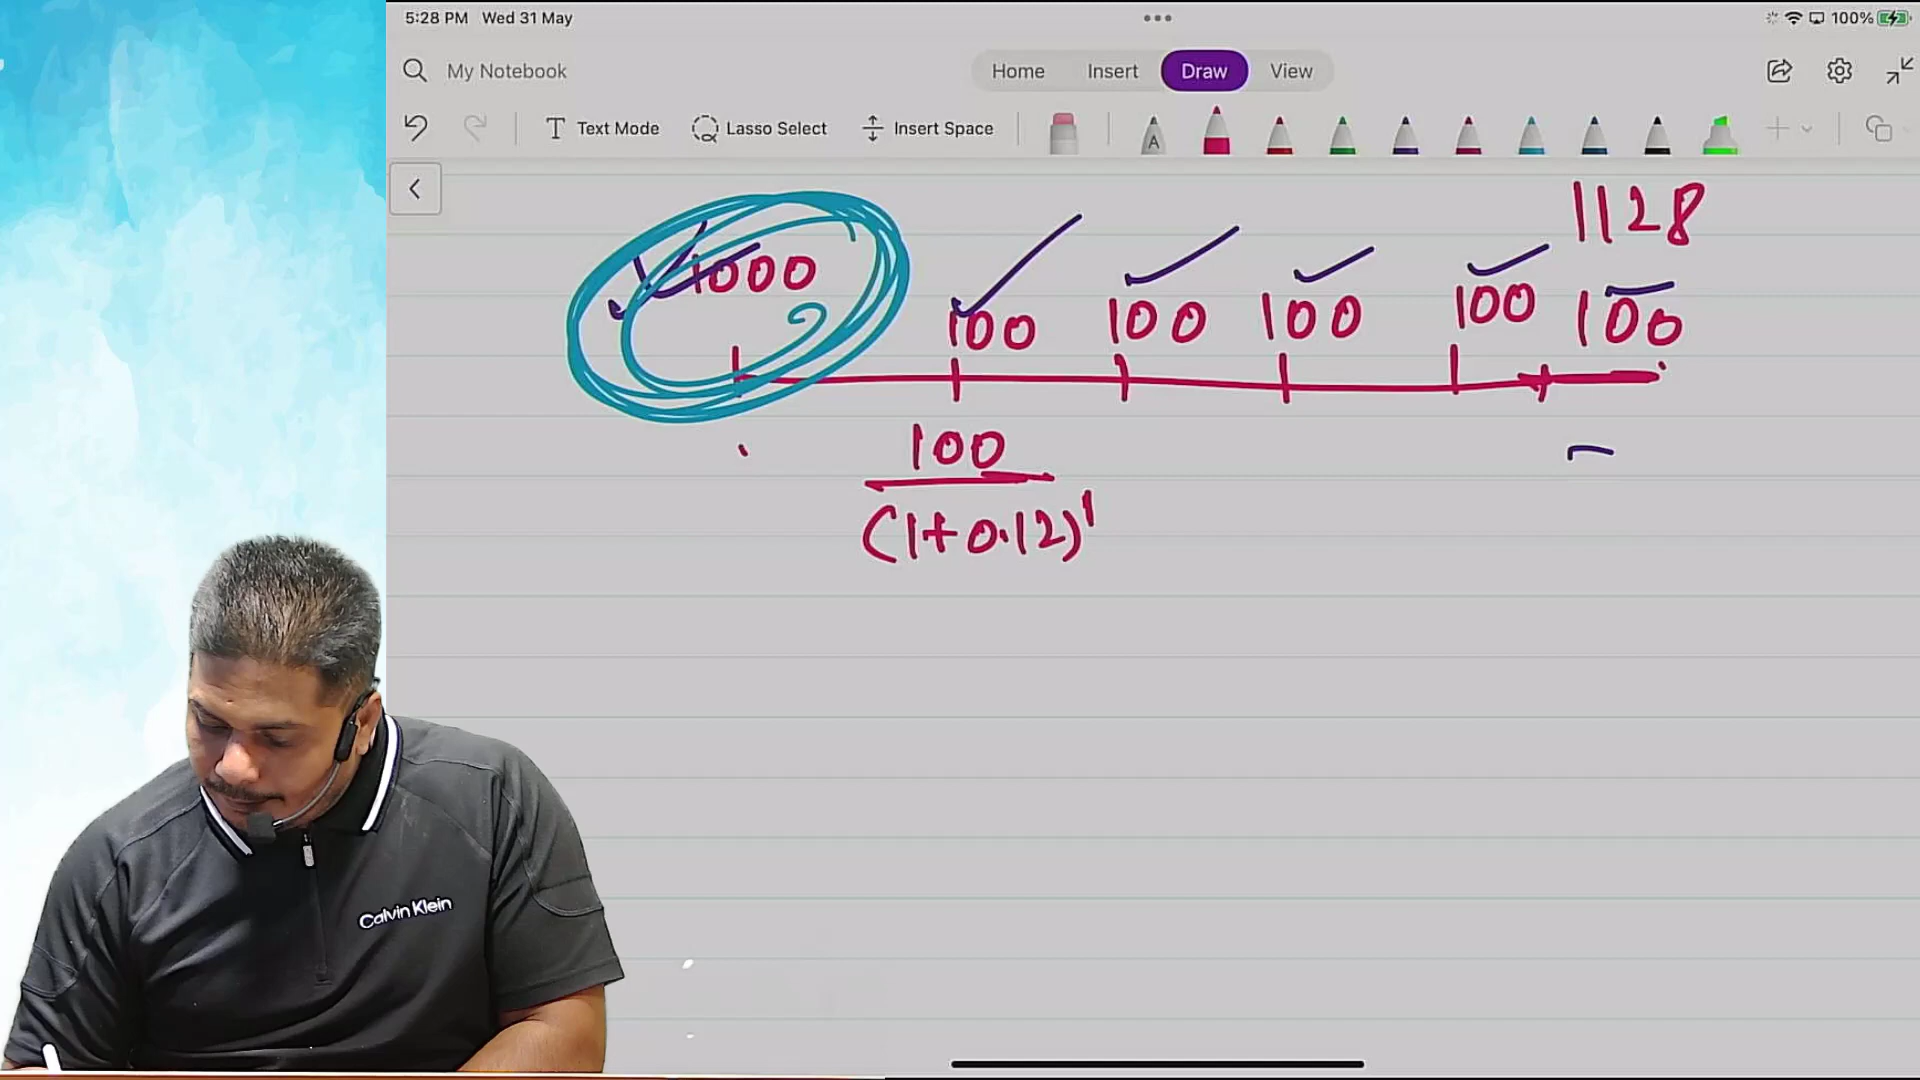 5:28 PM Wed 31 May
100%
My Notebook
Home Insert Draw View
Text Mode Lasso Select Insert Space
A
1128
1000 100 100 100 100 100
100
(1+0.12)¹
Calvin Klein